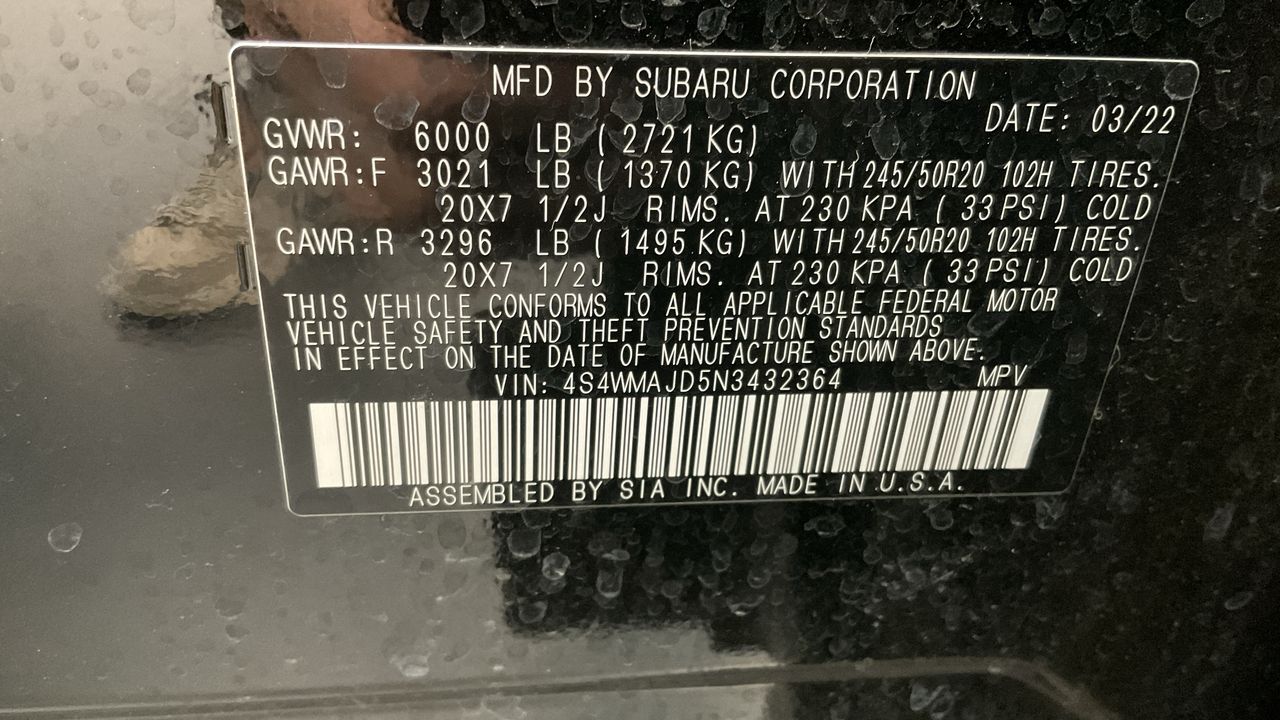 MFD BY SUBARU CORPORATION
DATE: 03/22
GVWR: 6000 LB ( 2721 KG)
GAWR:F 3021 LB ( 1370 KG) WITH 245/50R20 102H TIRES.
20X7 1/2J RIMS. AT 230 KPA ( 33 PSI) COLD
GAWR:R 3296 LB ( 1495 KG) WITH 245/50R20 102H TIRES.
20X7 1/2J RIMS. AT 230 KPA ( 33 PSI) COLD
THIS VEHICLE CONFORMS TO ALL APPLICABLE FEDERAL MOTOR
VEHICLE SAFETY AND THEFT PREVENTION STANDARDS
IN EFFECT ON THE DATE OF MANUFACTURE SHOWN ABOVE.
VIN: 4S4WMAJD5N3432364 MPV
ASSEMBLED BY SIA INC. MADE IN U.S.A.